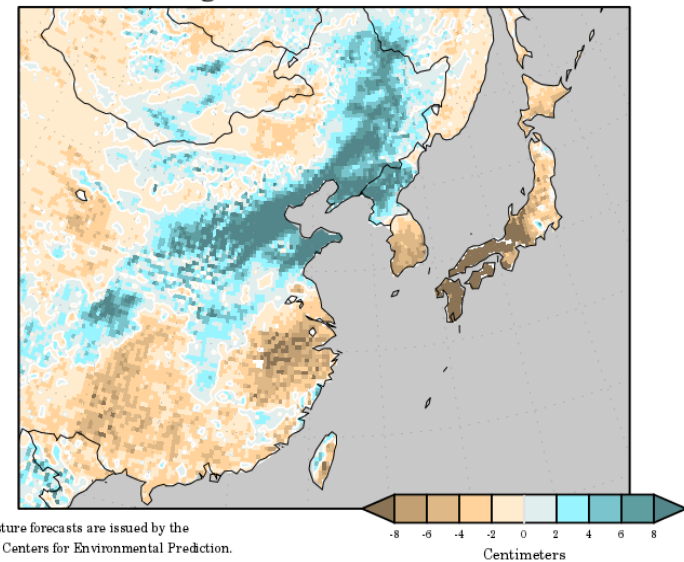 ture forecasts are issued by the
Centers for Environmental Prediction.
-8 -6 -4 -2 0 2 4 6 8
Centimeters